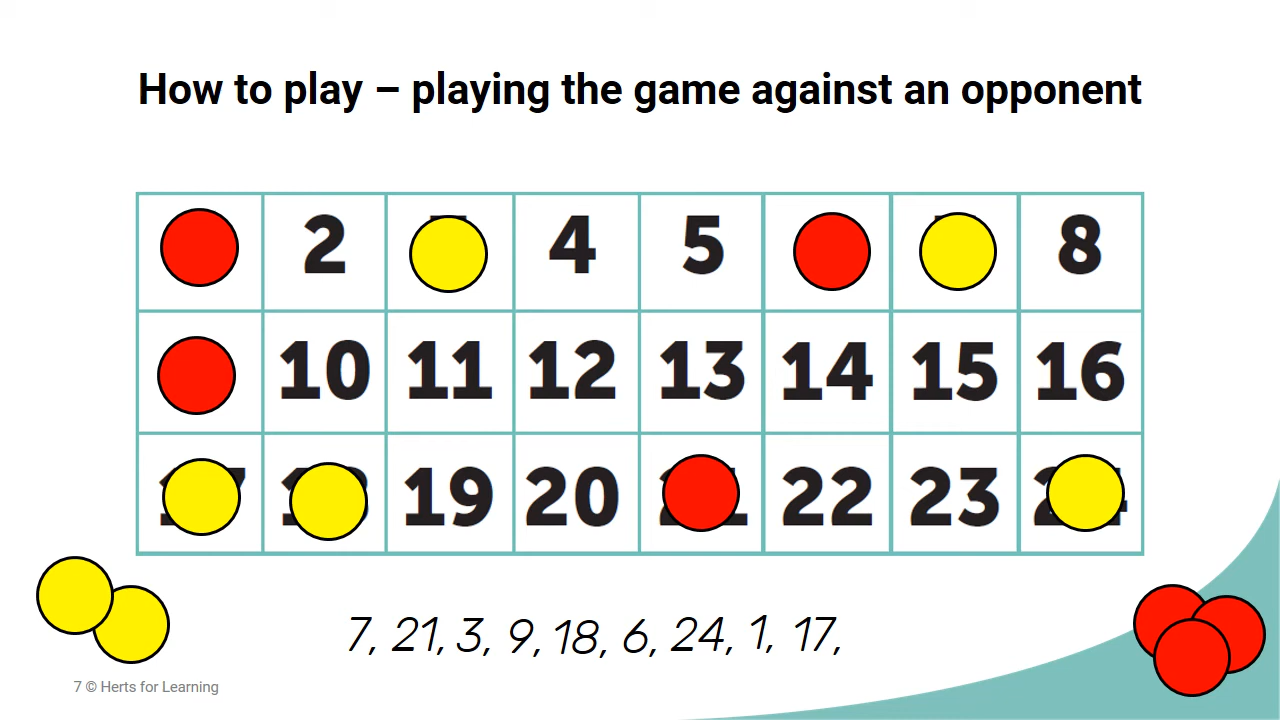 How to play – playing the game against an opponent
2 4 5 8
10 11 12 13 14 15 16
19 20 22 23
7, 21, 3, 9, 18, 6, 24, 1, 17,
7 © Herts for Learning